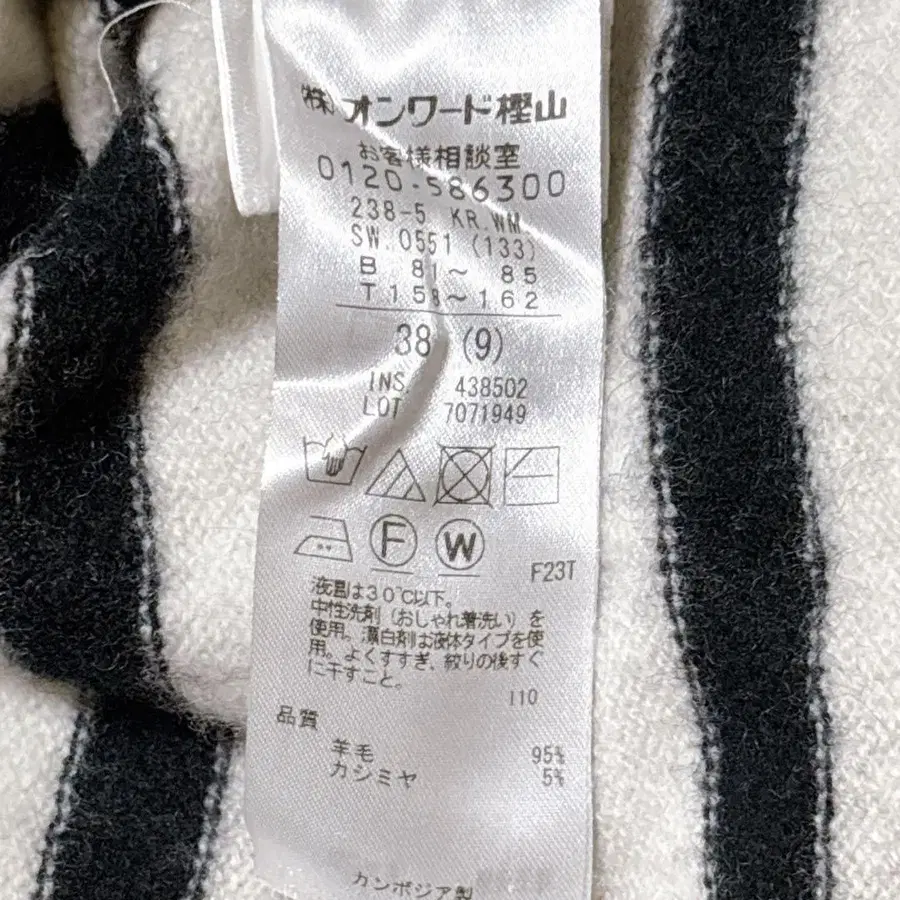 (株)オンワード樫山
お客様相談室
0120-586300
238-5 KR.WM
SW.0551 (133)
B 81～ 85
T158～162
38 (9)
INS. 438502
LOT 7071949
F W
F23T
液温は30℃以下。
中性洗剤(おしゃれ着洗い)を
使用。漂白剤は液体タイプを使
用。よくすすぎ、絞りの後すぐ
に干すこと。
110
品質
羊毛 95%
カシミヤ 5%
カンボジア製